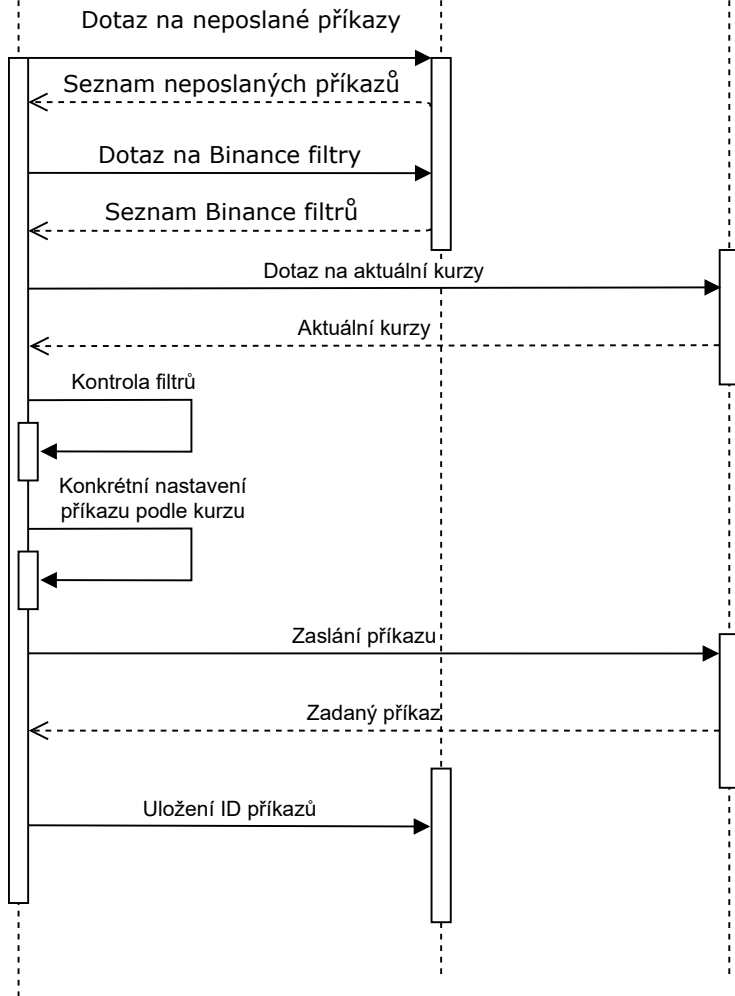 Dotaz na neposlané příkazy
Seznam neposlaných příkazů
Dotaz na Binance filtry
Seznam Binance filtrů
Dotaz na aktuální kurzy
Aktuální kurzy
Kontrola filtrů
Konkrétní nastavení
příkazu podle kurzu
Zaslání příkazu
Zadaný příkaz
Uložení ID příkazů